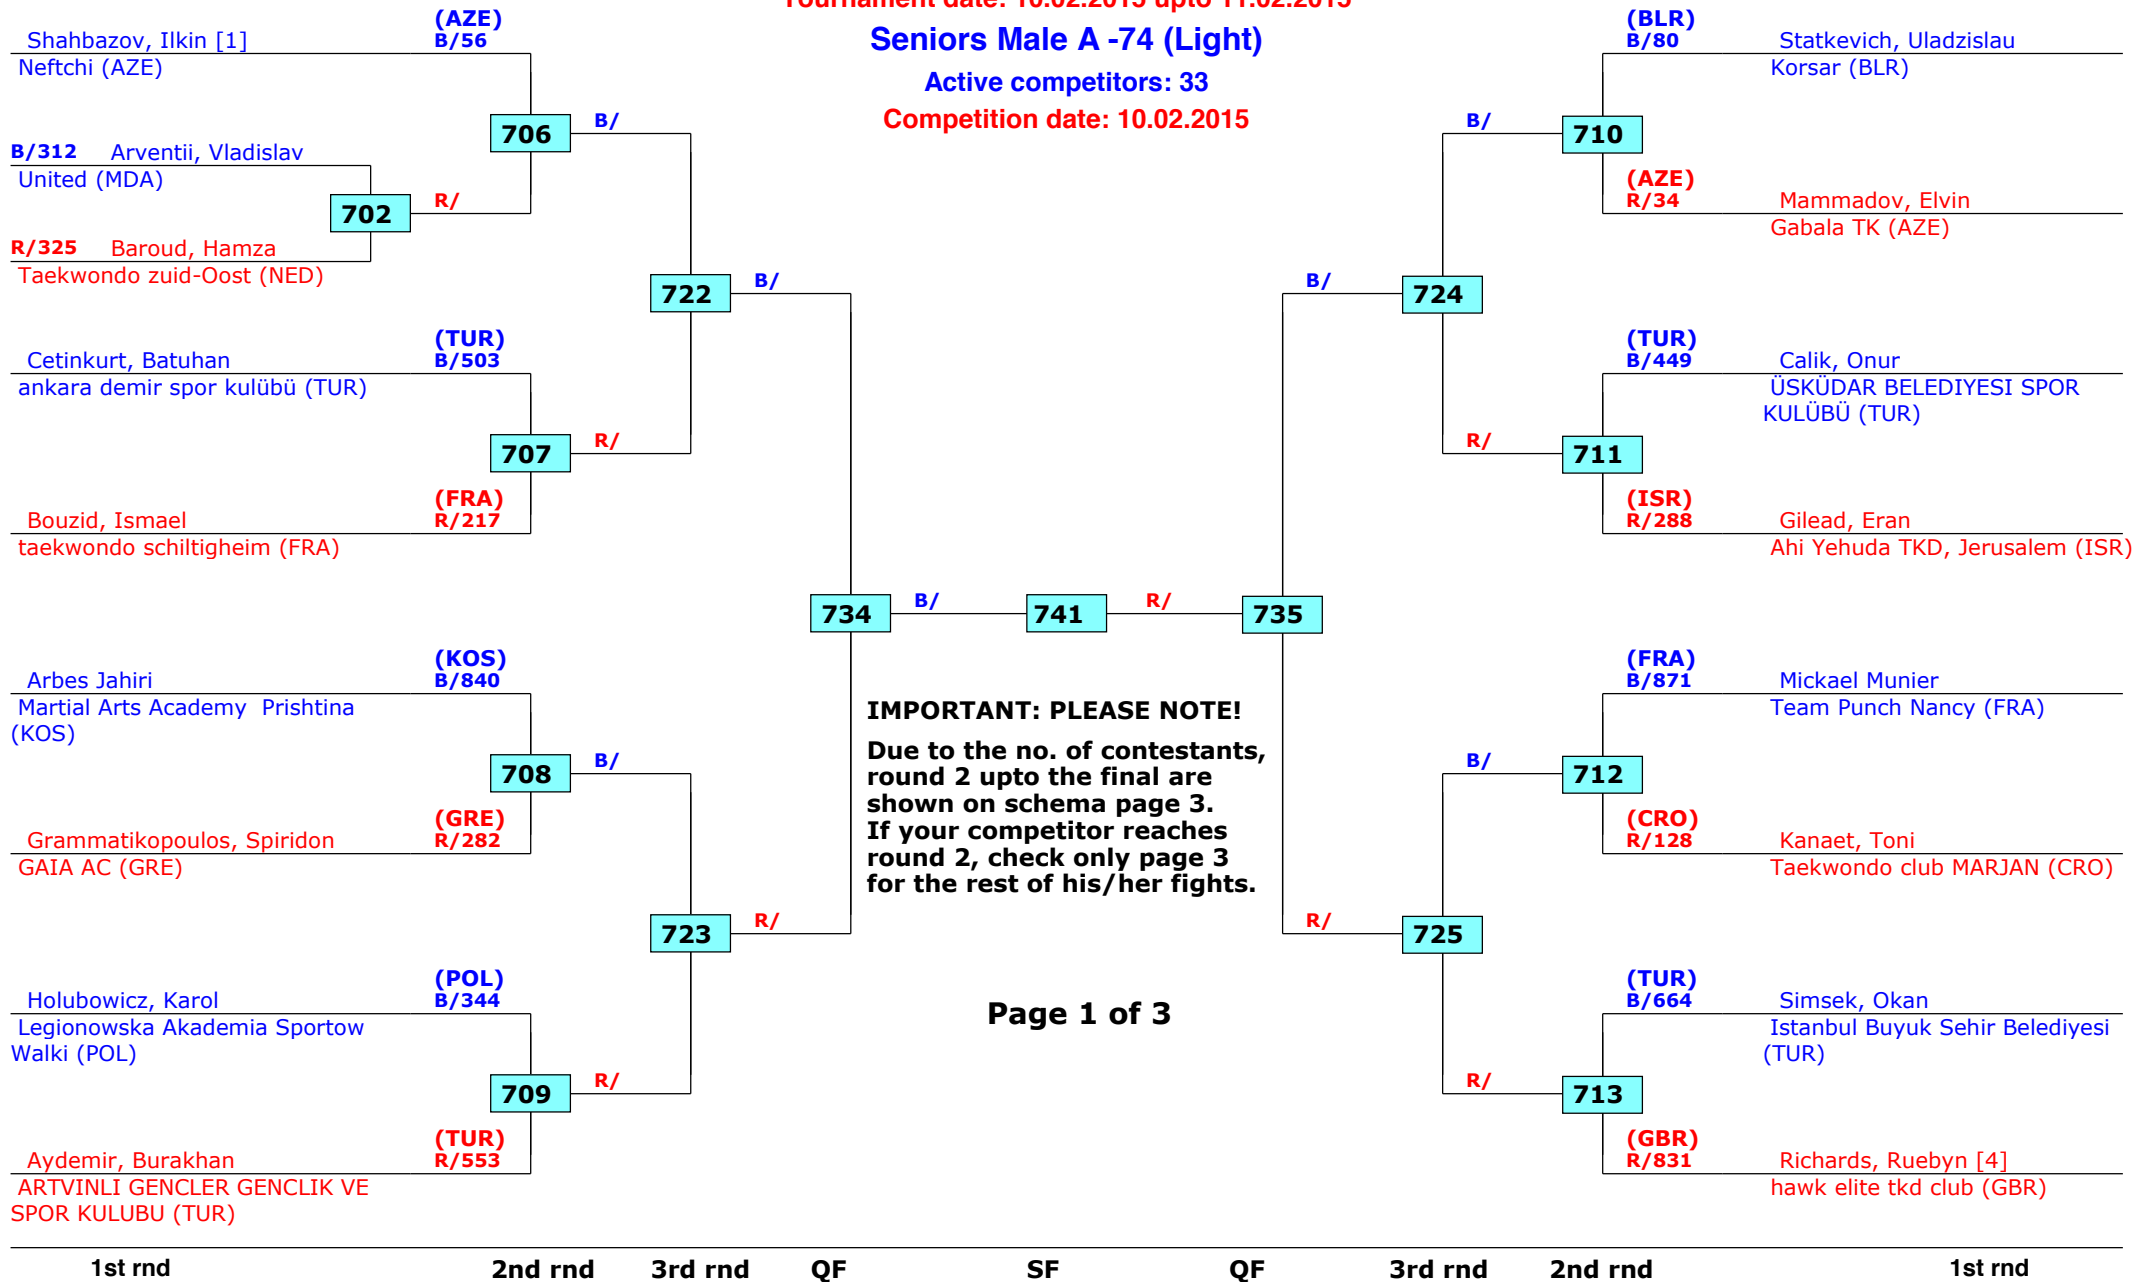 Tournament date: 10.02.2015 upto 11.02.2015
Seniors Male A -74 (Light)
Active competitors: 33
Competition date: 10.02.2015
(AZE)
Shahbazov, Ilkin [1] B/56
Neftchi (AZE)
706 B/
B/312 Arventii, Vladislav
United (MDA)
702 R/
R/325 Baroud, Hamza
Taekwondo zuid-Oost (NED)
722 B/
(TUR)
Cetinkurt, Batuhan B/503
ankara demir spor kulübü (TUR)
707 R/
(FRA)
Bouzid, Ismael R/217
taekwondo schiltigheim (FRA)
734 B/ 741 R/ 735
(KOS)
Arbes Jahiri B/840
Martial Arts Academy Prishtina
(KOS)
708 B/
(GRE)
Grammatikopoulos, Spiridon R/282
GAIA AC (GRE)
723 R/
(POL)
Holubowicz, Karol B/344
Legionowska Akademia Sportow
Walki (POL)
709 R/
(TUR)
Aydemir, Burakhan R/553
ARTVINLI GENCLER GENCLIK VE
SPOR KULUBU (TUR)
IMPORTANT: PLEASE NOTE!
Due to the no. of contestants,
round 2 upto the final are
shown on schema page 3.
If your competitor reaches
round 2, check only page 3
for the rest of his/her fights.
Page 1 of 3
(BLR)
B/80 Statkevich, Uladzislau
Korsar (BLR)
B/ 710
(AZE)
R/34 Mammadov, Elvin
Gabala TK (AZE)
B/ 724
(TUR)
B/449 Calik, Onur
ÜSKÜDAR BELEDIYESI SPOR
KULÜBÜ (TUR)
R/ 711
(ISR)
R/288 Gilead, Eran
Ahi Yehuda TKD, Jerusalem (ISR)
(FRA)
B/871 Mickael Munier
Team Punch Nancy (FRA)
B/ 712
(CRO)
R/128 Kanaet, Toni
Taekwondo club MARJAN (CRO)
R/ 725
(TUR)
B/664 Simsek, Okan
Istanbul Buyuk Sehir Belediyesi
(TUR)
R/ 713
(GBR)
R/831 Richards, Ruebyn [4]
hawk elite tkd club (GBR)
1st rnd 2nd rnd 3rd rnd QF SF QF 3rd rnd 2nd rnd 1st rnd